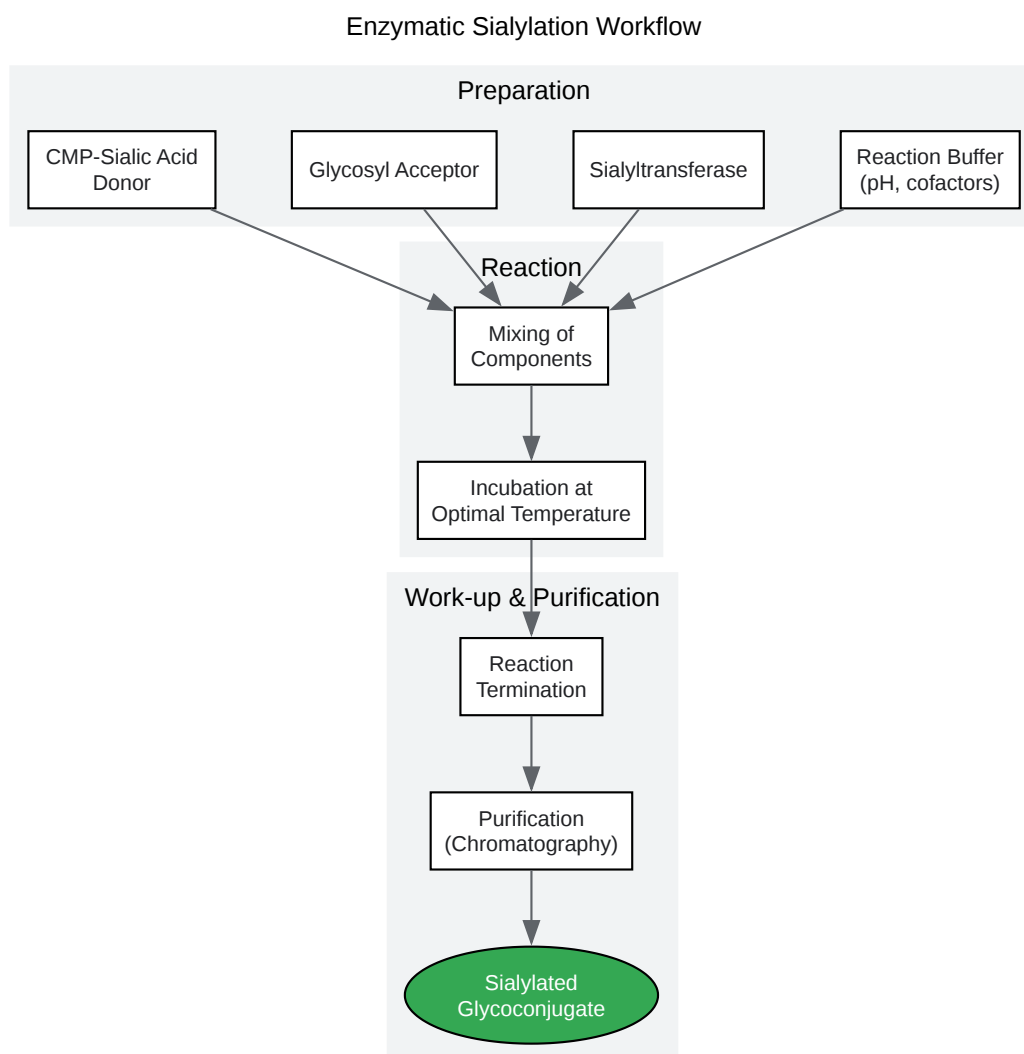 Enzymatic Sialylation Workflow
Preparation
CMP-Sialic Acid
Donor
Glycosyl Acceptor
Sialyltransferase
Reaction Buffer
(pH, cofactors)
Reaction
Mixing of
Components
Incubation at
Optimal Temperature
Work-up & Purification
Reaction
Termination
Purification
(Chromatography)
Sialylated
Glycoconjugate